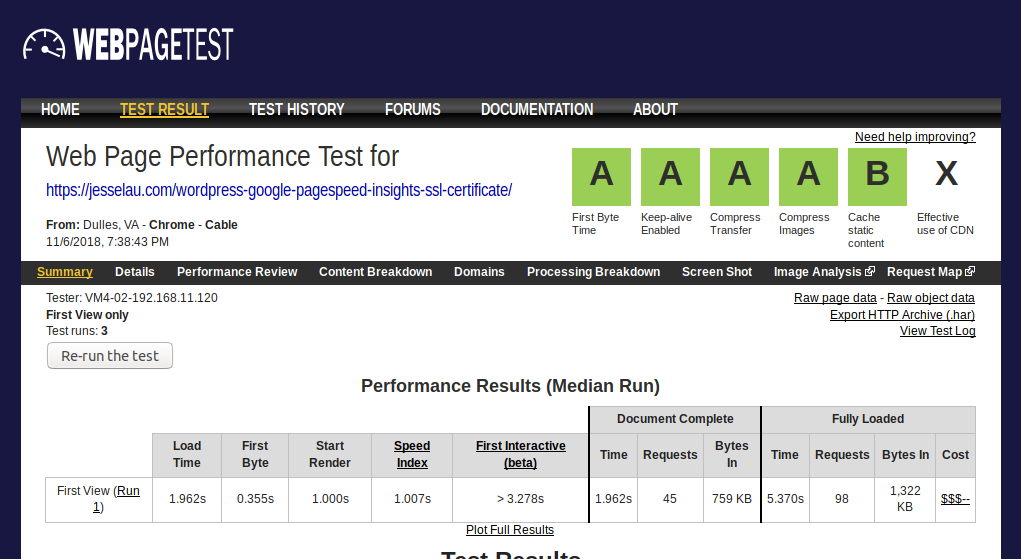 WEBPAGETEST
HOME TEST RESULT TEST HISTORY FORUMS DOCUMENTATION ABOUT
Need help improving?
Web Page Performance Test for
https://jesselau.com/wordpress-google-pagespeed-insights-ssl-certificate/
From: Dulles, VA - Chrome - Cable
11/6/2018, 7:38:43 PM
A A A A B X
First Byte Time
Keep-alive Enabled
Compress Transfer
Compress Images
Cache static content
Effective use of CDN
Summary Details Performance Review Content Breakdown Domains Processing Breakdown Screen Shot Image Analysis Request Map
Tester: VM4-02-192.168.11.120
First View only
Test runs: 3
Re-run the test
Raw page data - Raw object data
Export HTTP Archive (.har)
View Test Log
Performance Results (Median Run)
Document Complete Fully Loaded
Load Time First Byte Start Render Speed Index First Interactive (beta) Time Requests Bytes In Time Requests Bytes In Cost
First View (Run 1) 1.962s 0.355s 1.000s 1.007s > 3.278s 1.962s 45 759 KB 5.370s 98 1,322 KB $$$--
Plot Full Results
Test Results